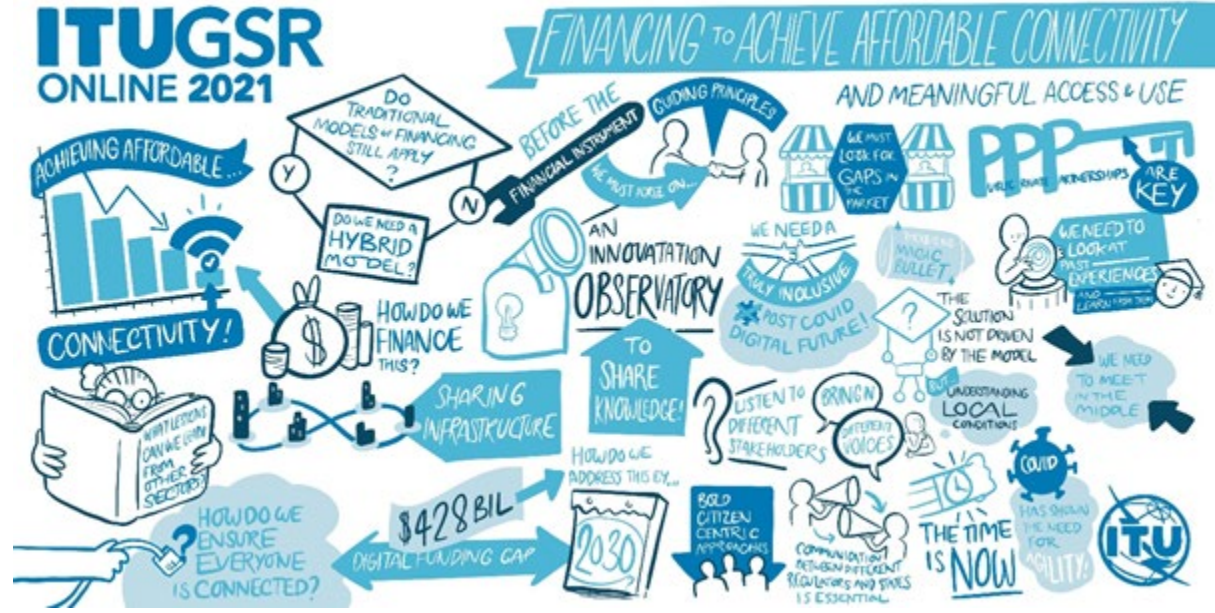 ITUGSR
ONLINE 2021
FINANCING TO ACHIEVE AFFORDABLE CONNECTIVITY
AND MEANINGFUL ACCESS & USE
ACHIEVING AFFORDABLE...
CONNECTIVITY!
DO
TRADITIONAL
MODELS OF FINANCING
STILL APPLY
?
Y
N
DO WE NEED A
HYBRID
MODEL?
BEFORE THE
FINANCIAL INSTRUMENT
WE MUST FORGE ON...
GUIDING PRINCIPLES
WE MUST
LOOK FOR
GAPS IN
THE
MARKET
PPP
PUBLIC PRIVATE PARTNERSHIPS
ARE
KEY
HOW DO WE
FINANCE
THIS?
$
AN
INNOVATATION
OBSERVATORY
TO
SHARE
KNOWLEDGE!
WE NEED A
TRULY INCLUSIVE
POST COVID
DIGITAL FUTURE!
MAGIC
BULLET
WE NEED TO
LOOK AT
PAST
EXPERIENCES
AND
LEARN FROM THEM
?
THE
SOLUTION
IS NOT DRIVEN
BY THE MODEL
BUT
UNDERSTANDING
LOCAL
CONDITIONS
WE NEED
TO MEET
IN THE
MIDDLE
WHAT LESSONS
CAN WE LEARN
FROM
OTHER
SECTORS?
SHARING
INFRASTRUCTURE
LISTEN TO
DIFFERENT
STAKEHOLDERS
BRING IN
DIFFERENT
VOICES
?
HOW DO WE
ENSURE
EVERYONE
IS CONNECTED?
$428 BIL
DIGITAL FUNDING GAP
HOW DO WE
ADDRESS THIS BY...
2030
BOLD
CITIZEN
CENTRIC
APPROACHES
COMMUNICATION
BETWEEN DIFFERENT
REGULATORS AND STATES
IS ESSENTIAL
THE TIME
IS NOW
COVID
HAS SHOWN
THE NEED
FOR
AGILITY!
ITU